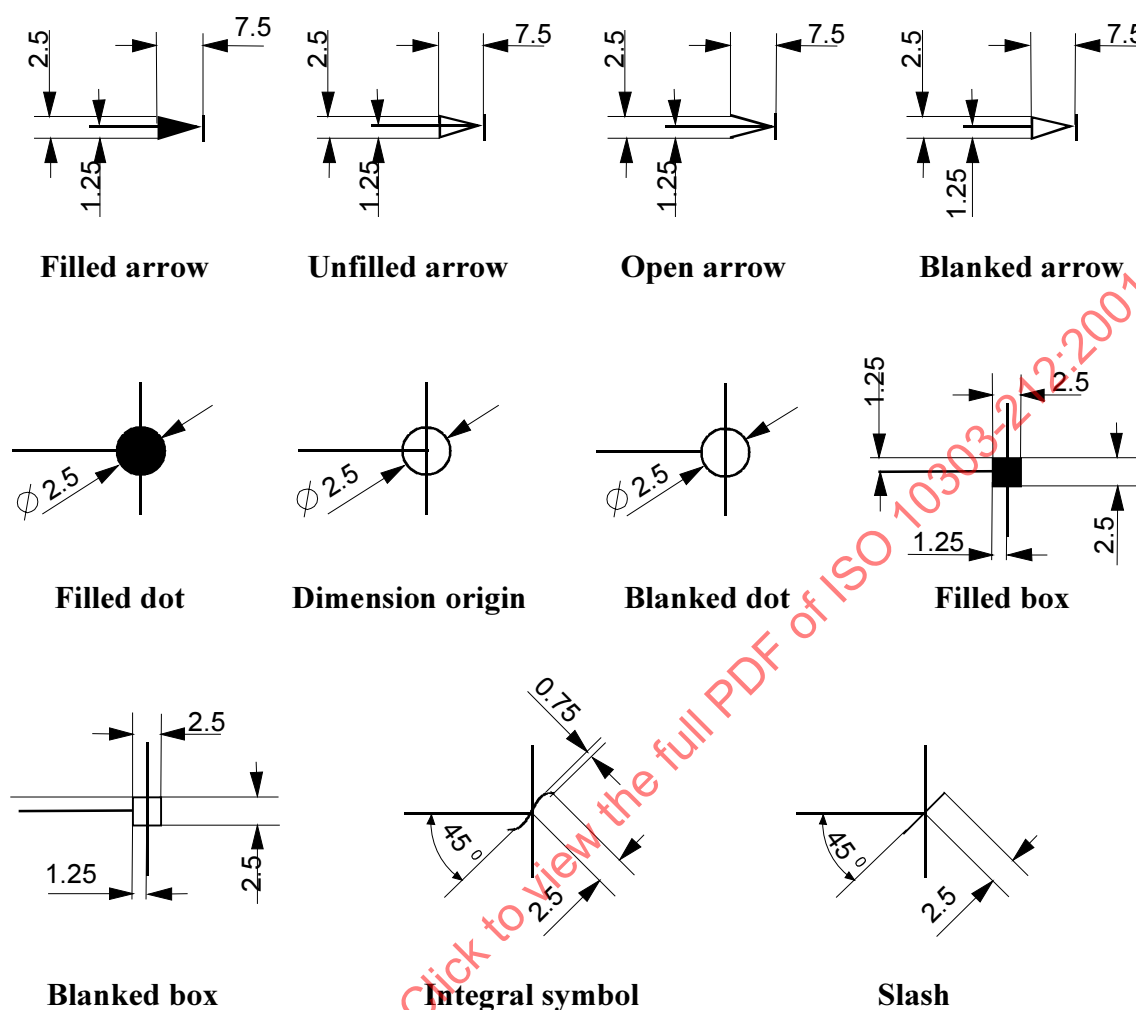 2.5 7.5 2.5 7.5 2.5 7.5 2.5 7.5
1.25 1.25 1.25 1.25
Filled arrow Unfilled arrow Open arrow Blanked arrow
1.25 2.5
⌀ 2.5 ⌀ 2.5 ⌀ 2.5
1.25 2.5
Filled dot Dimension origin Blanked dot Filled box
2.5 0.75
45⁰ 45⁰
1.25 2.5 2.5 2.5
Blanked box Integral symbol Slash
Click to view the full PDF of ISO 10303-212:2001